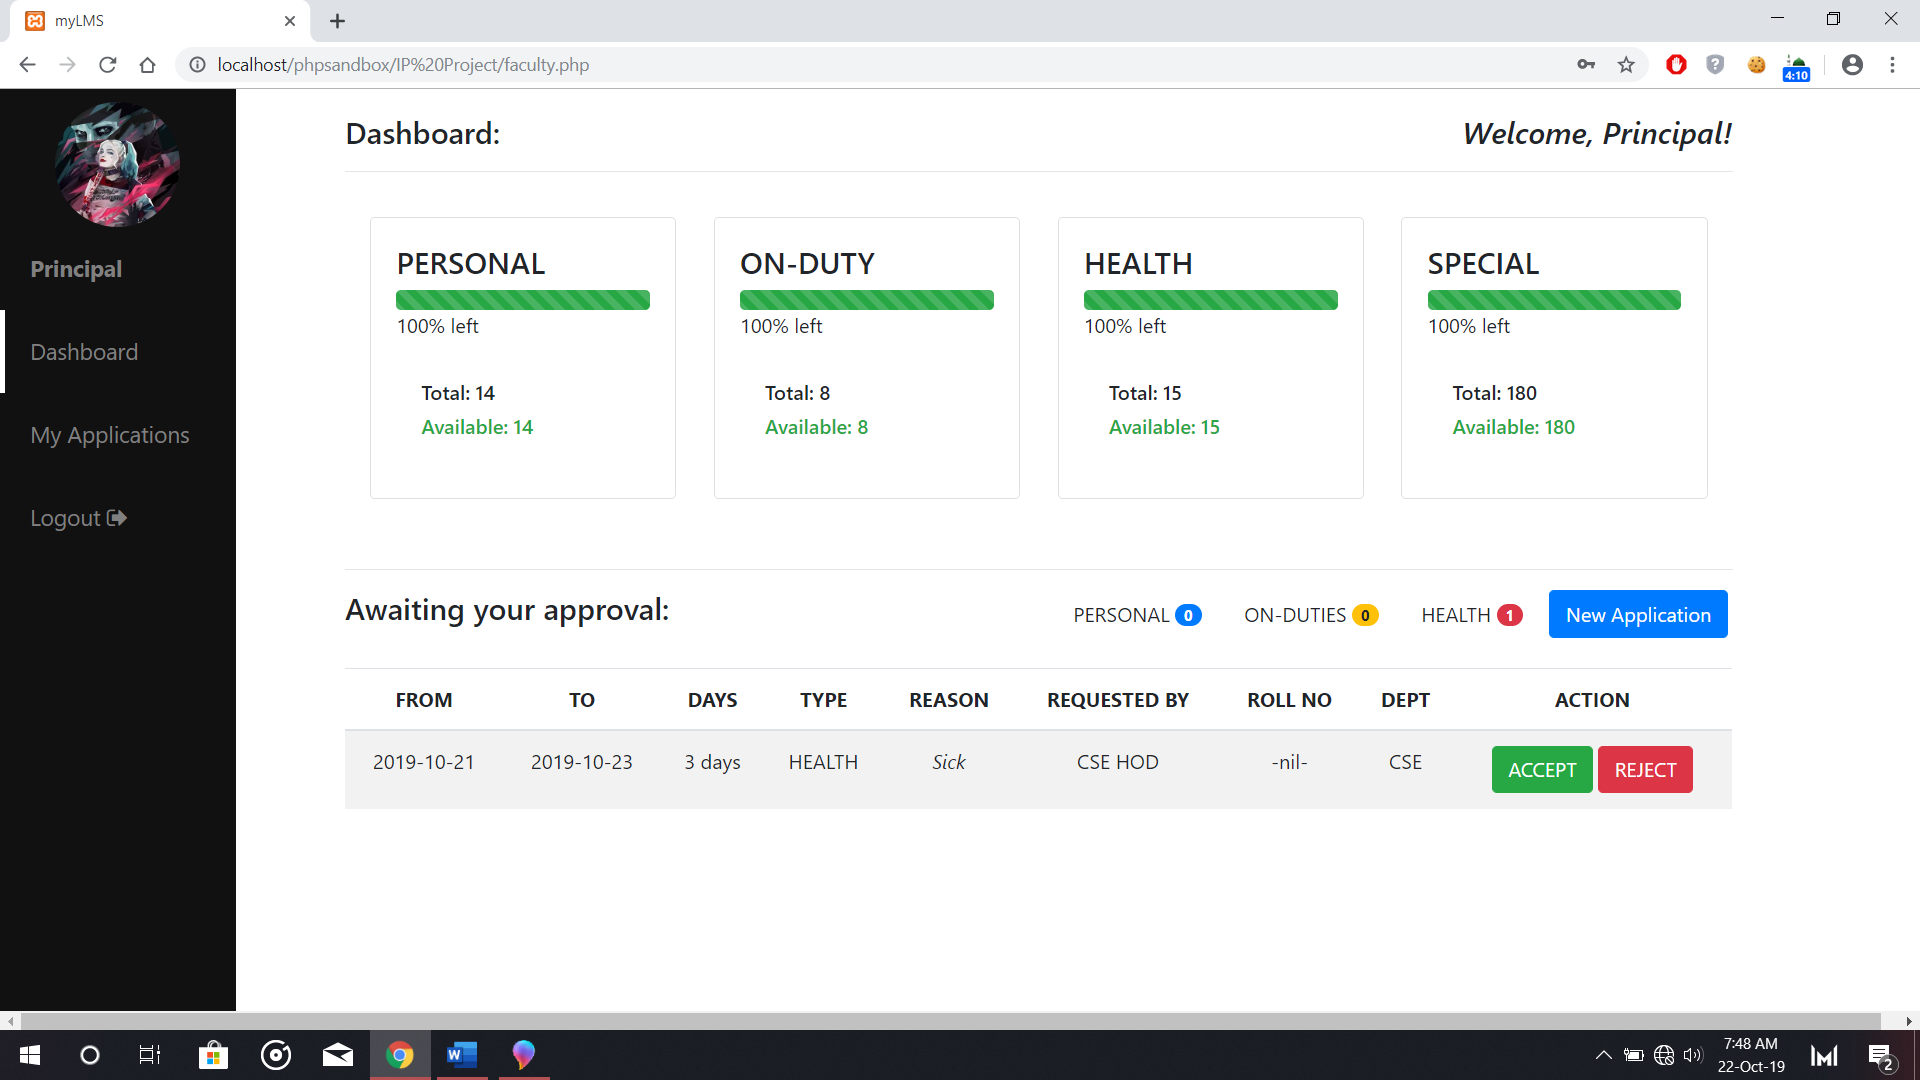 myLMS
localhost/phpsandbox/IP%20Project/faculty.php
4:10
Principal
Dashboard
My Applications
Logout
Dashboard:
Welcome, Principal!
PERSONAL
100% left
Total: 14
Available: 14
ON-DUTY
100% left
Total: 8
Available: 8
HEALTH
100% left
Total: 15
Available: 15
SPECIAL
100% left
Total: 180
Available: 180
Awaiting your approval:
PERSONAL 0 ON-DUTIES 0 HEALTH 1 New Application
FROM TO DAYS TYPE REASON REQUESTED BY ROLL NO DEPT ACTION
2019-10-21 2019-10-23 3 days HEALTH Sick CSE HOD -nil- CSE ACCEPT REJECT
7:48 AM
22-Oct-19
2